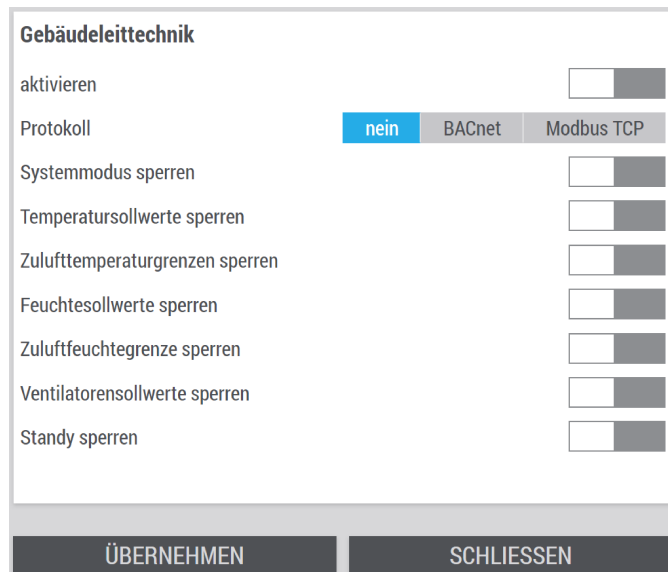 Gebäudeleittechnik
aktivieren
Protokoll nein BACnet Modbus TCP
Systemmodus sperren
Temperatursollwerte sperren
Zulufttemperaturgrenzen sperren
Feuchtesollwerte sperren
Zuluftfeuchtegrenze sperren
Ventilatorensollwerte sperren
Standy sperren
ÜBERNEHMEN SCHLIESSEN